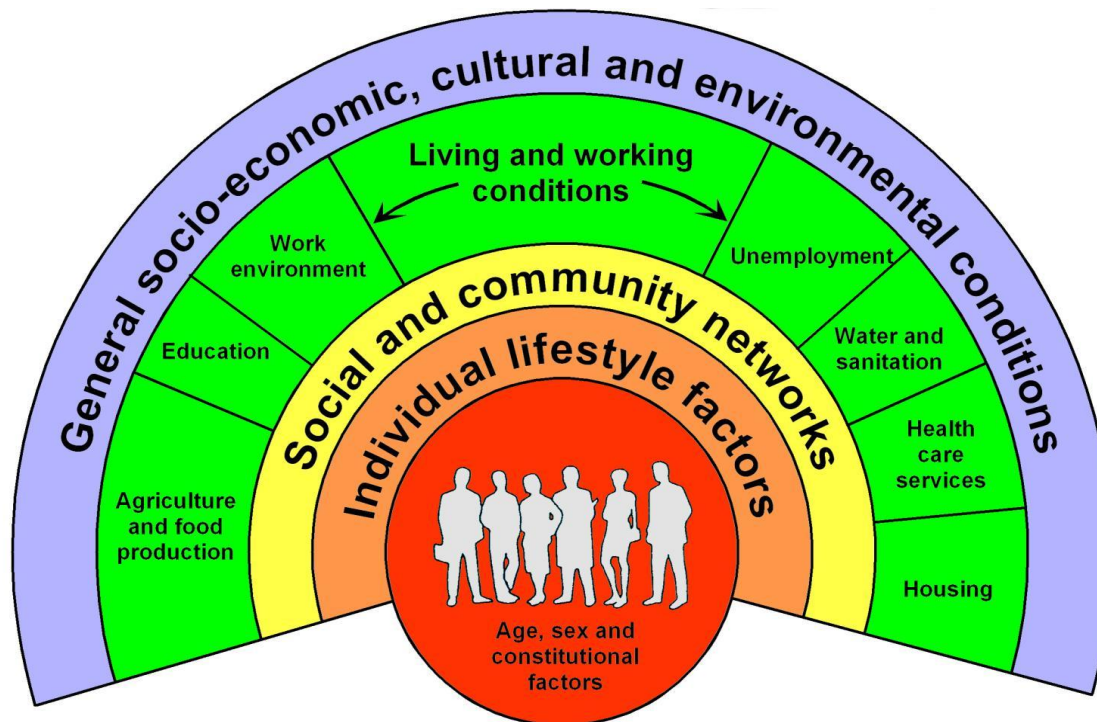 General socio-economic, cultural and environmental conditions
Living and working
conditions
Work
environment
Unemployment
Education
Water and
sanitation
Agriculture
and food
production
Health
care
services
Housing
Social and community networks
Individual lifestyle factors
Age, sex and
constitutional
factors